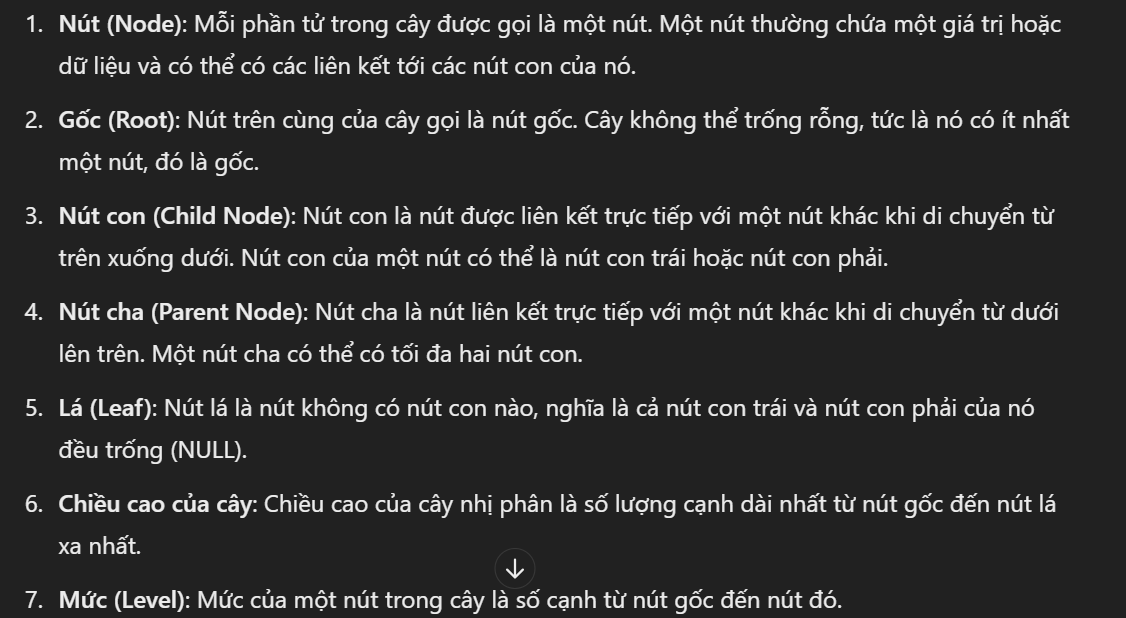 1. Nút (Node): Mỗi phần tử trong cây được gọi là một nút. Một nút thường chứa một giá trị hoặc
dữ liệu và có thể có các liên kết tới các nút con của nó.
2. Gốc (Root): Nút trên cùng của cây gọi là nút gốc. Cây không thể trống rỗng, tức là nó có ít nhất
một nút, đó là gốc.
3. Nút con (Child Node): Nút con là nút được liên kết trực tiếp với một nút khác khi di chuyển từ
trên xuống dưới. Nút con của một nút có thể là nút con trái hoặc nút con phải.
4. Nút cha (Parent Node): Nút cha là nút liên kết trực tiếp với một nút khác khi di chuyển từ dưới
lên trên. Một nút cha có thể có tối đa hai nút con.
5. Lá (Leaf): Nút lá là nút không có nút con nào, nghĩa là cả nút con trái và nút con phải của nó
đều trống (NULL).
6. Chiều cao của cây: Chiều cao của cây nhị phân là số lượng cạnh dài nhất từ nút gốc đến nút lá
xa nhất.
7. Mức (Level): Mức của một nút trong cây là số cạnh từ nút gốc đến nút đó.